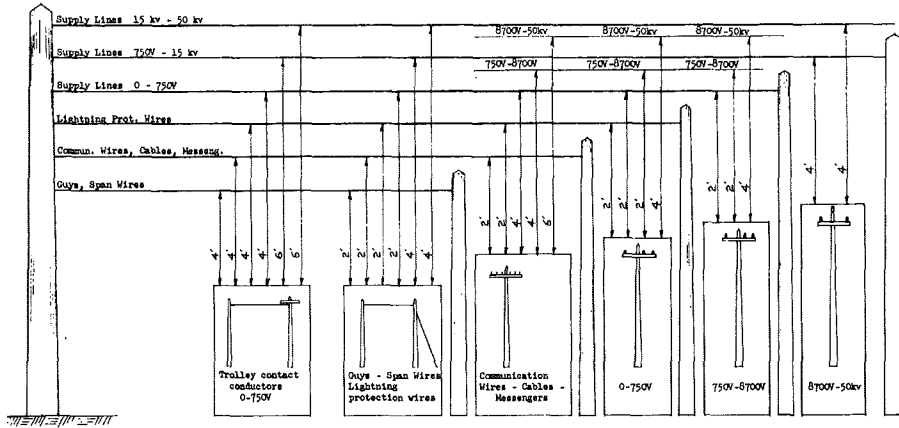 Supply Lines 15 kv - 50 kv
8700V-50kv 8700V-50kv 8700V-50kv
Supply Lines 750V - 15 kv
750V-8700V 750V-8700V 750V-8700V
Supply Lines 0 - 750V
Lightning Prot. Wires
Commun. Wires, Cables, Messeng.
Guys, Span Wires
4' 4' 4' 4' 6' 6'
2' 2' 2' 2' 4' 4'
2' 2' 4' 4' 6'
2' 2' 2' 4'
2' 2' 4'
4' 4'
Trolley contact
conductors
0-750V
Guys - Span Wires
Lightning
protection wires
Communication
Wires - Cables -
Messengers
0-750V
750V-8700V
8700V-50kv